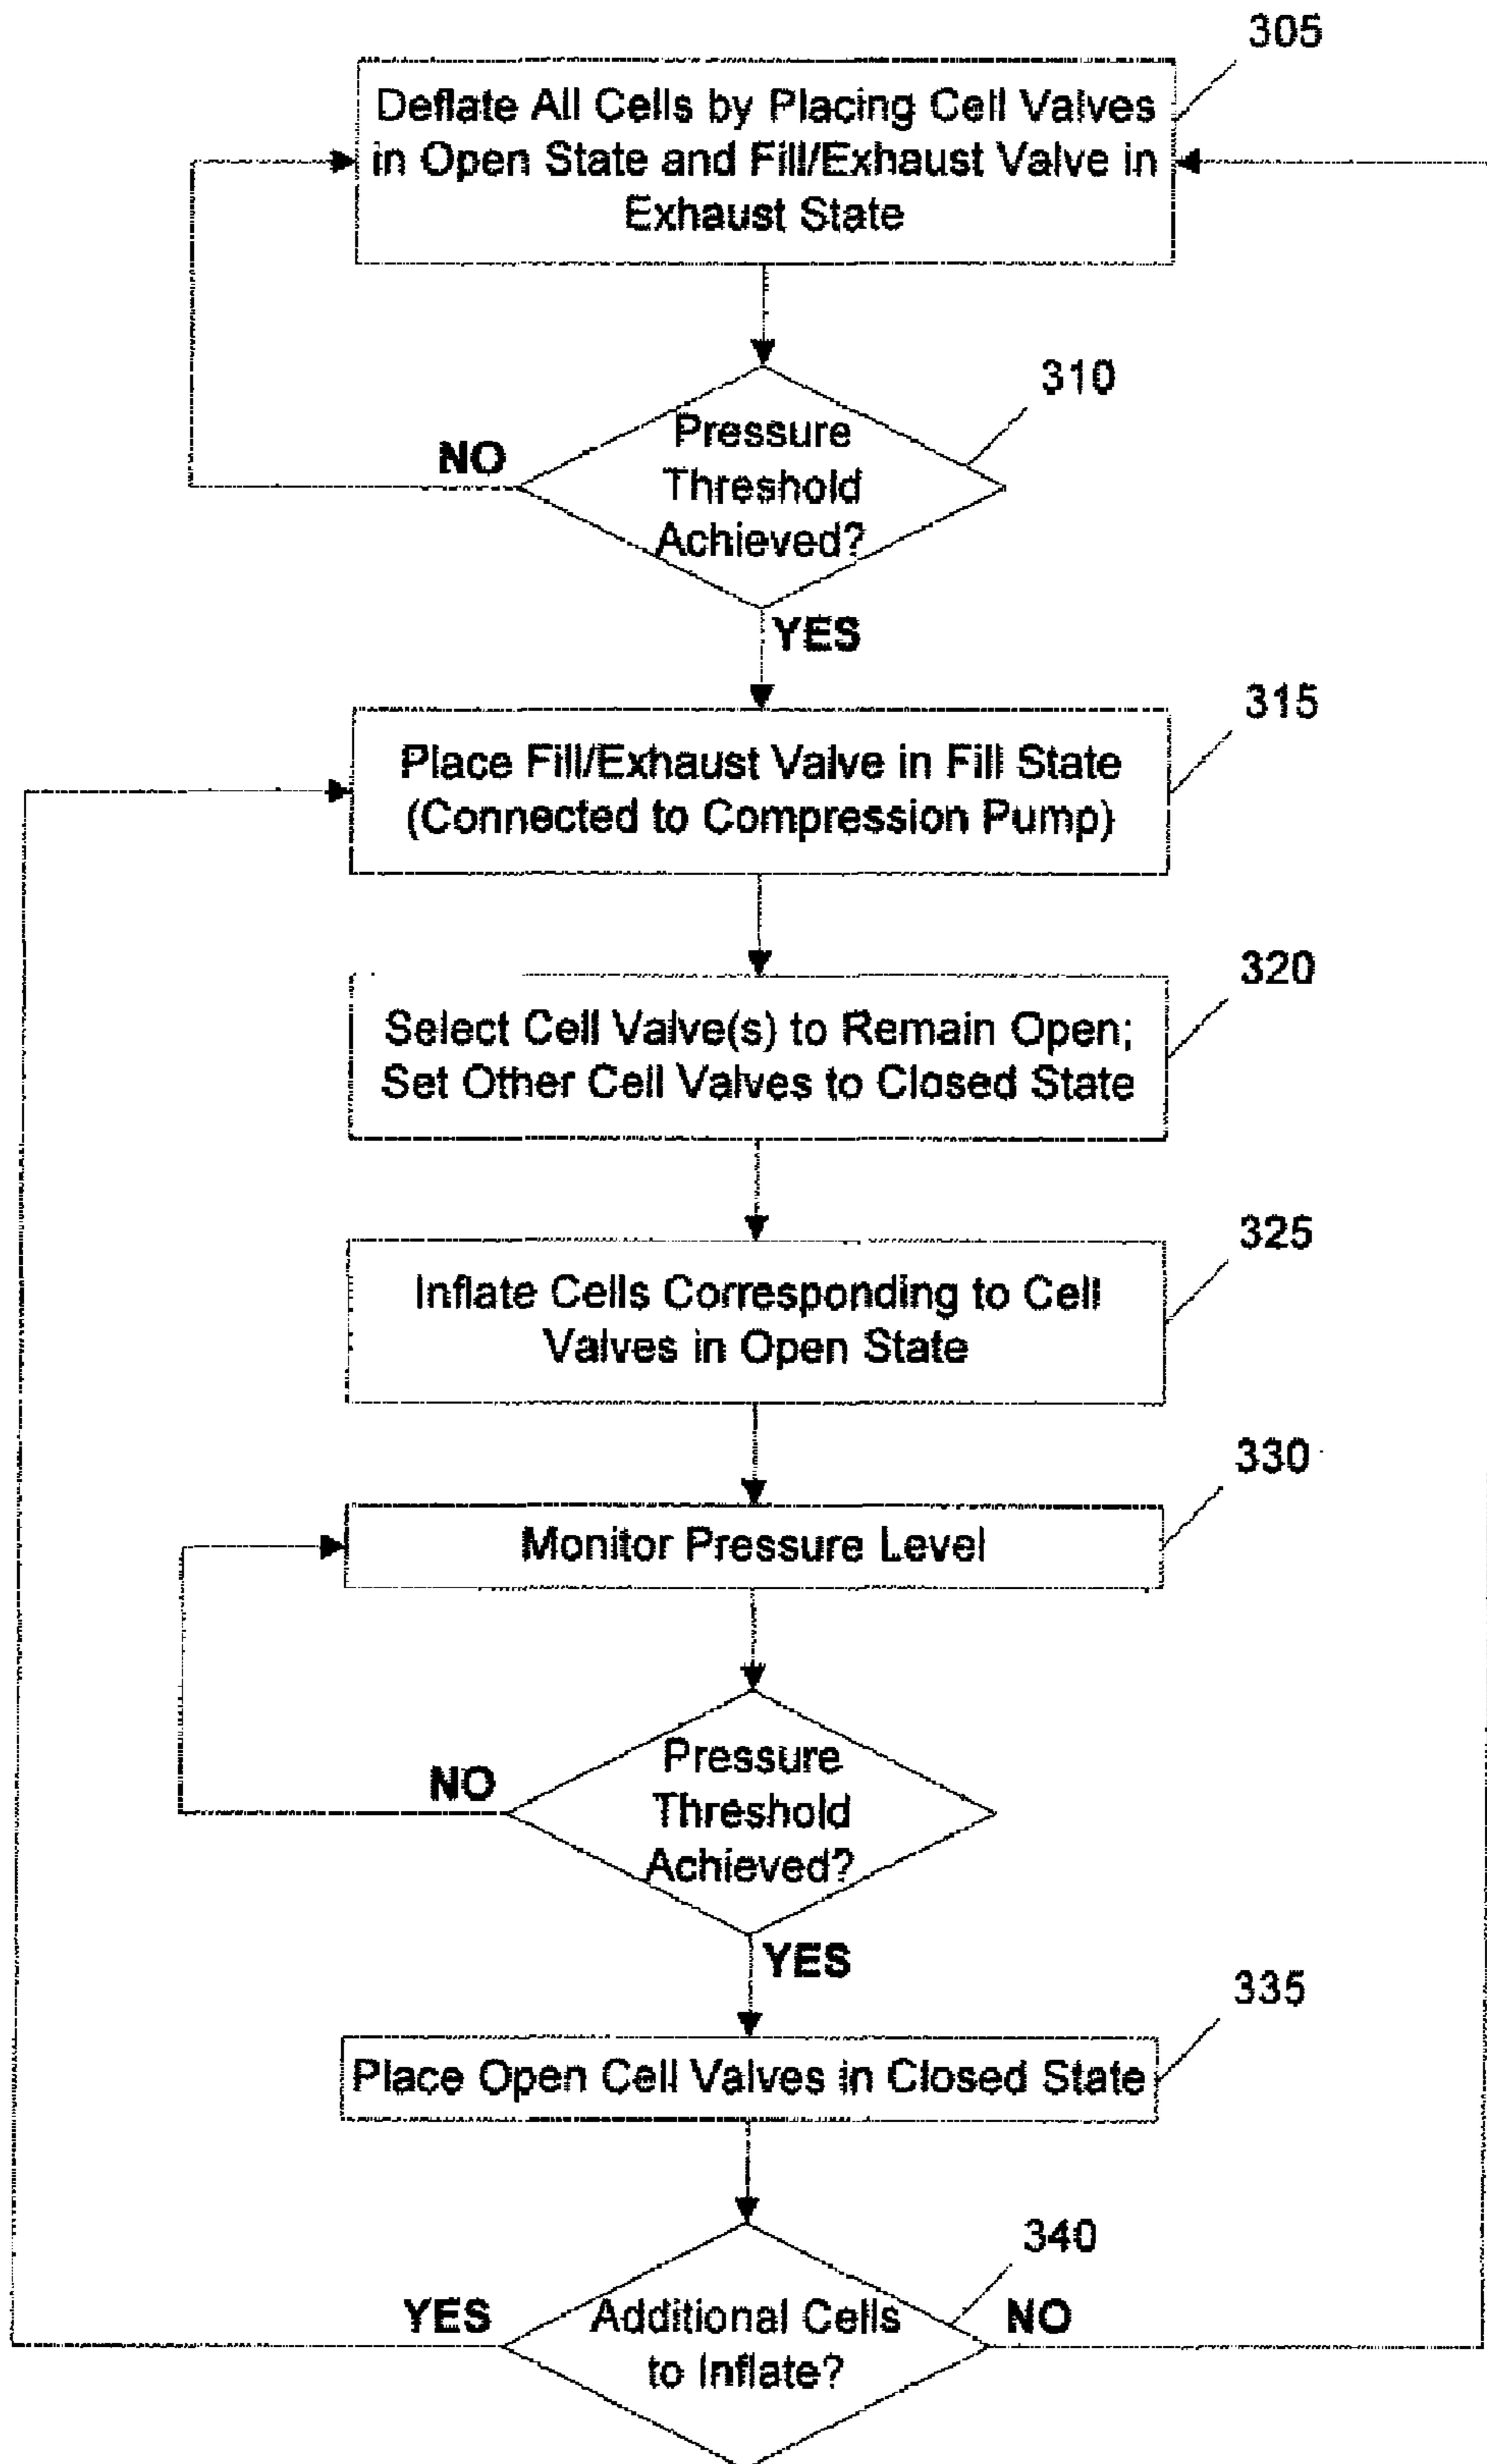 305
Deflate All Cells by Placing Cell Valves
in Open State and Fill/Exhaust Valve in
Exhaust State
310
Pressure
Threshold
Achieved?
NO
YES
315
Place Fill/Exhaust Valve in Fill State
(Connected to Compression Pump)
320
Select Cell Valve(s) to Remain Open;
Set Other Cell Valves to Closed State
325
Inflate Cells Corresponding to Cell
Valves in Open State
330
Monitor Pressure Level
Pressure
Threshold
Achieved?
NO
YES
335
Place Open Cell Valves in Closed State
340
YES
Additional Cells
to Inflate?
NO